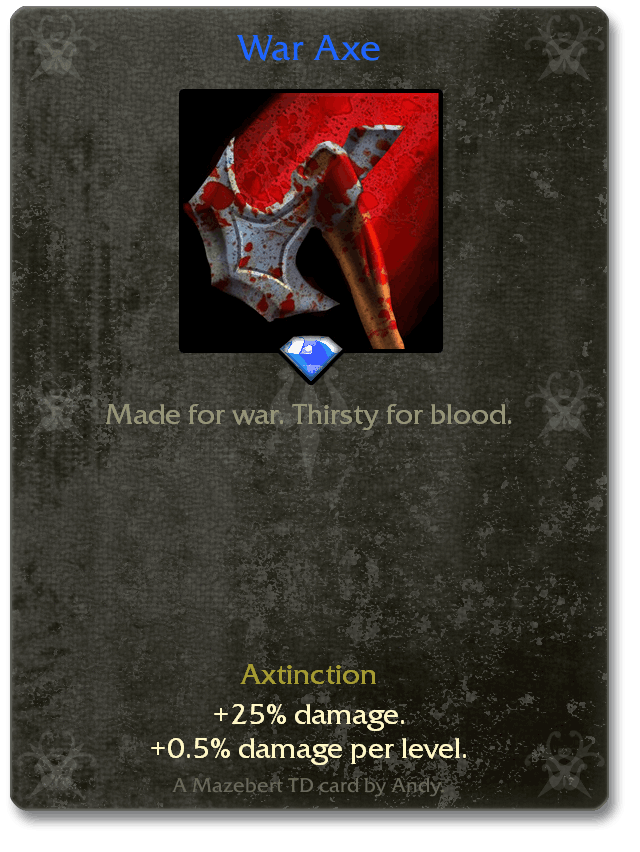 War Axe
Made for war. Thirsty for blood.
Axtinction
+25% damage.
+0.5% damage per level.
A Mazebert TD card by Andy